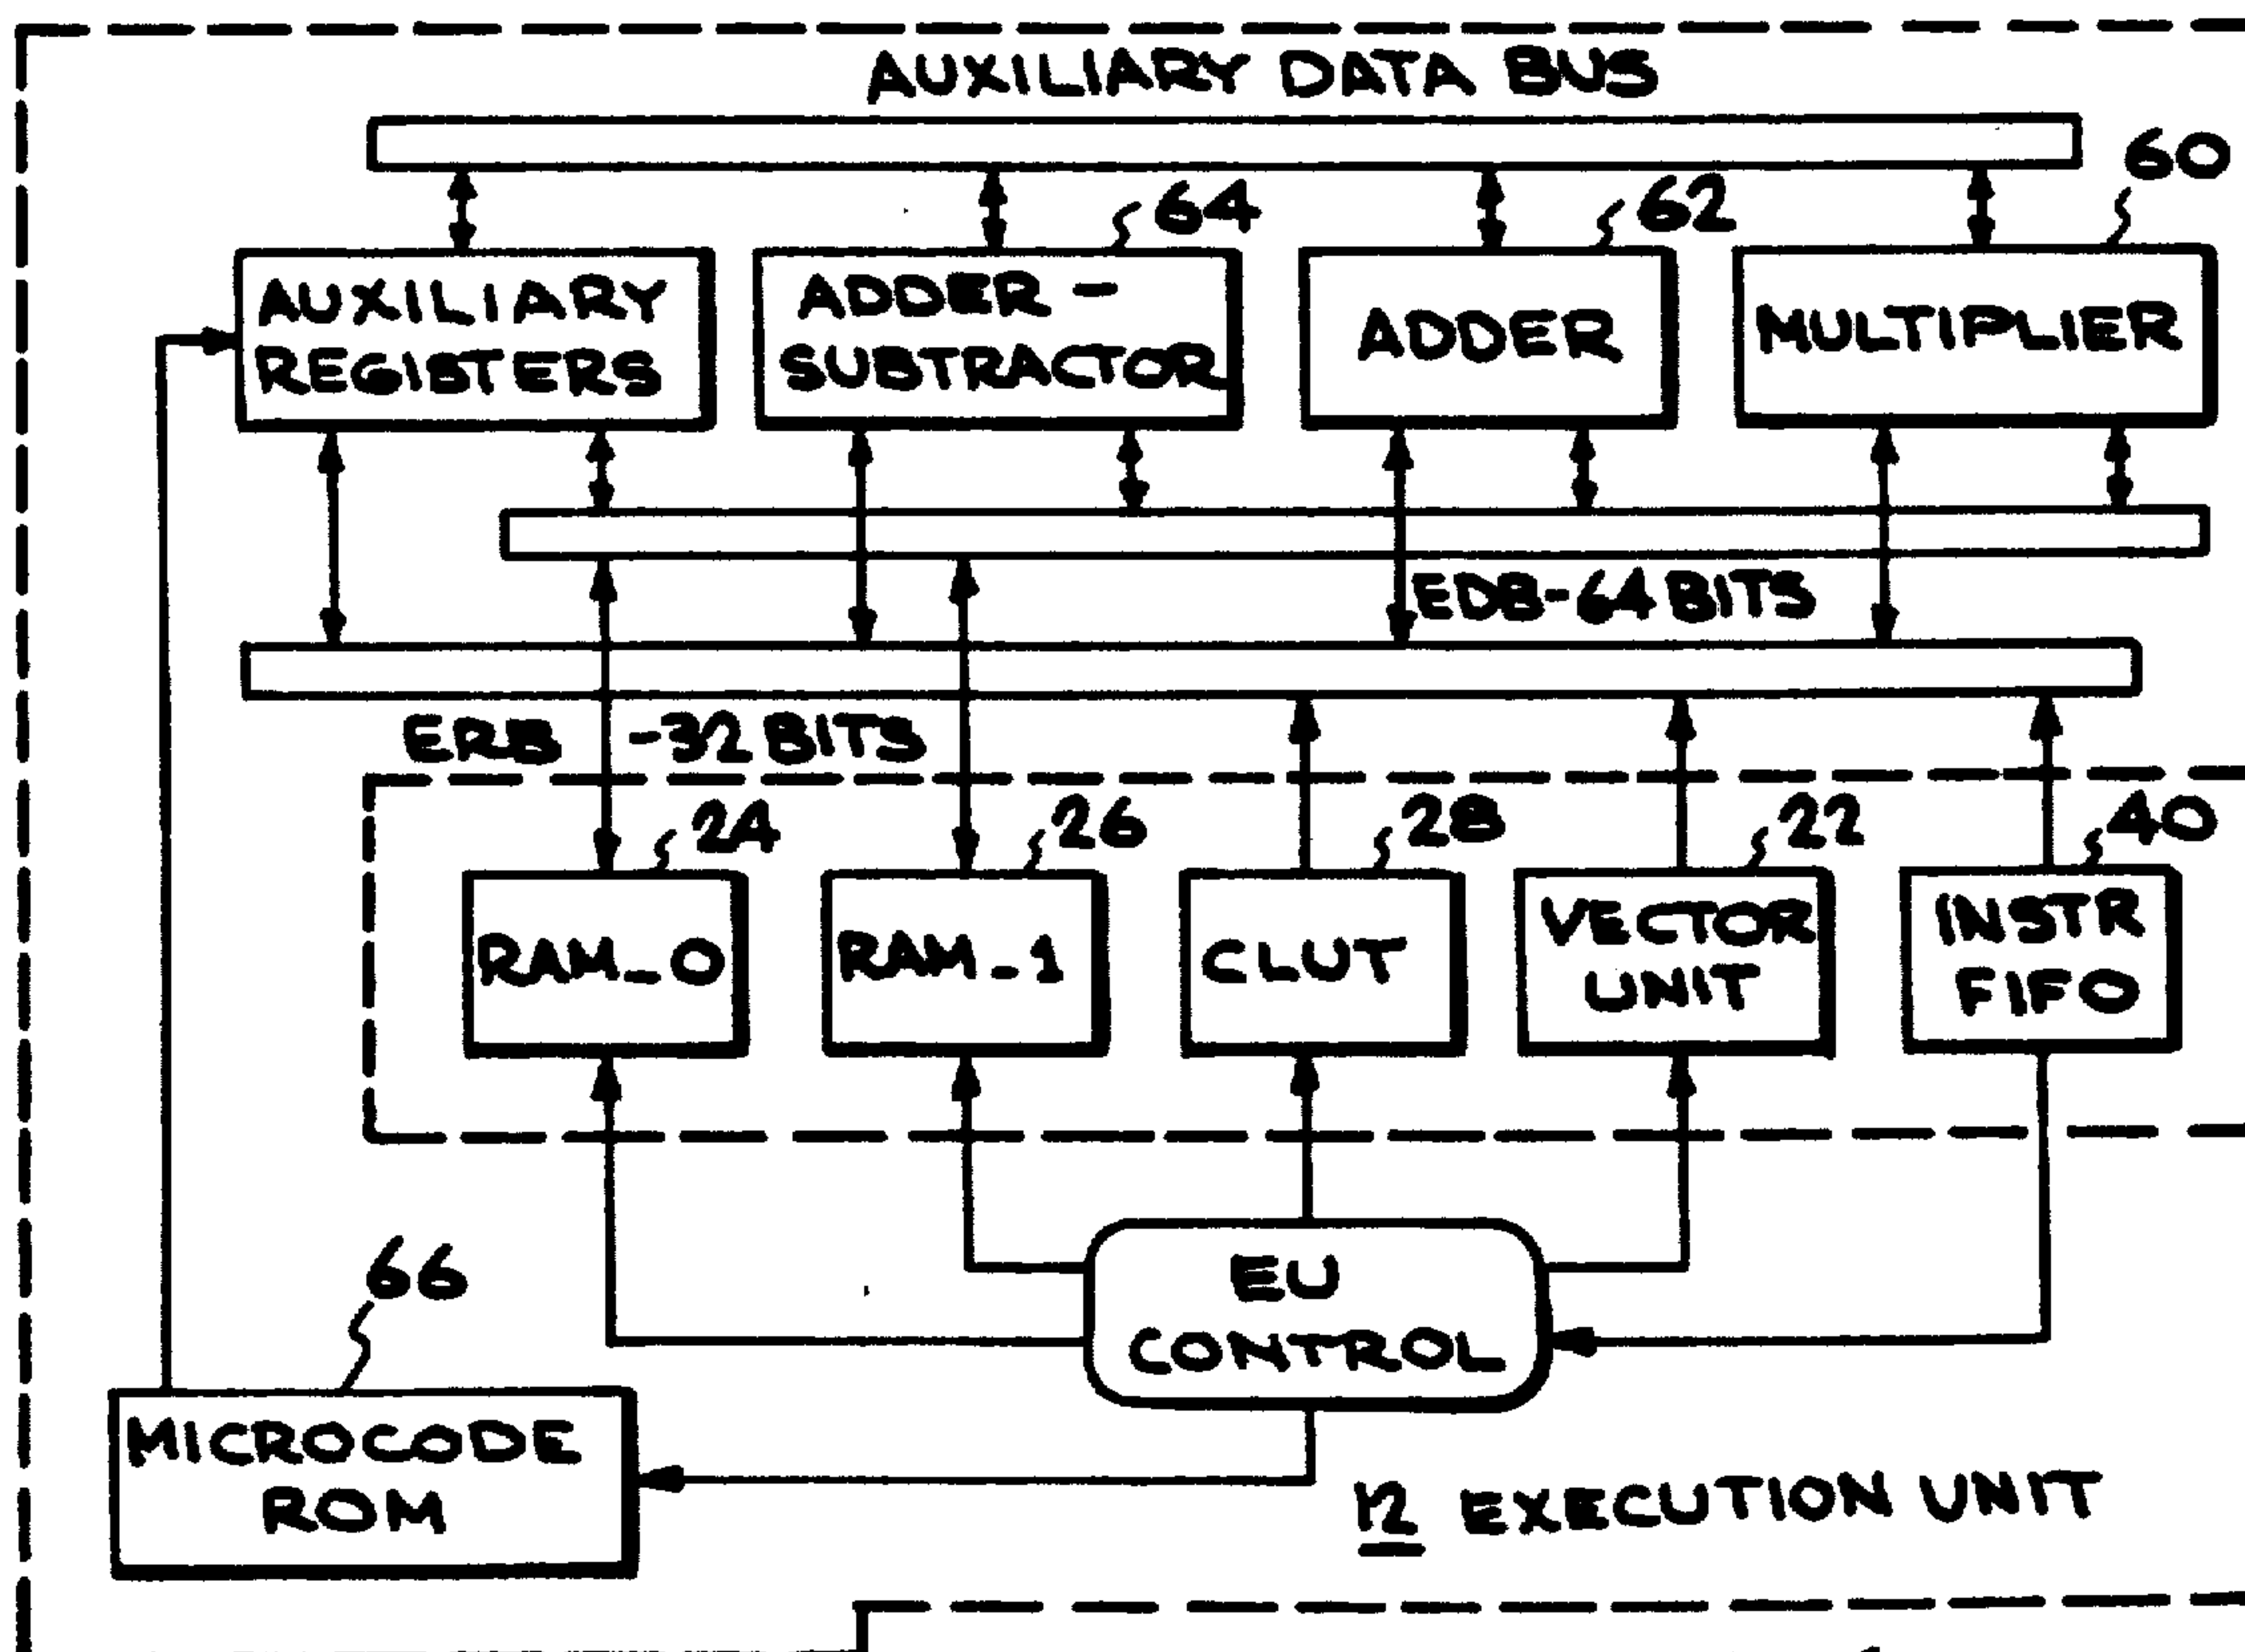 AUXILIARY DATA BUS
60
64
62
AUXILIARY
REGISTERS
ADDER -
SUBTRACTOR
ADDER
MULTIPLIER
EDB-64 BITS
ERB -32 BITS
24
26
28
22
40
RAM_0
RAM_1
CLUT
VECTOR
UNIT
INSTR
FIFO
EU
CONTROL
66
MICROCODE
ROM
12 EXECUTION UNIT